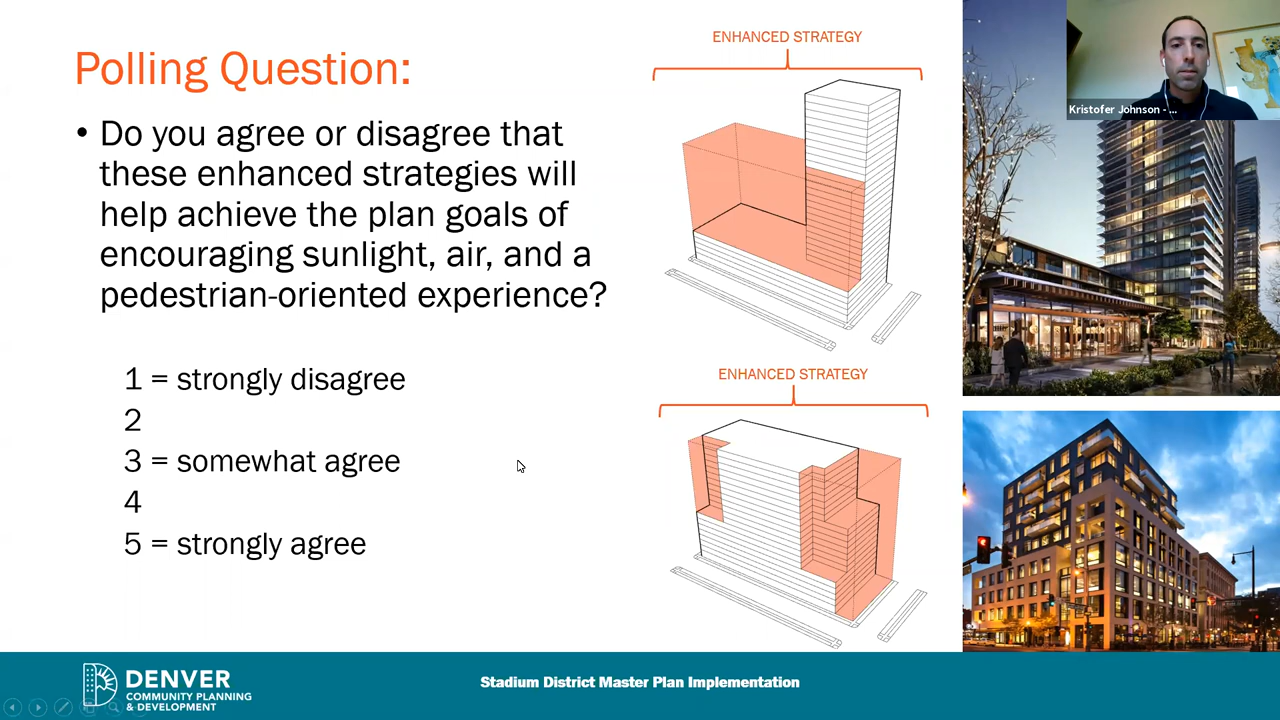 Polling Question:
• Do you agree or disagree that
these enhanced strategies will
help achieve the plan goals of
encouraging sunlight, air, and a
pedestrian-oriented experience?
1 = strongly disagree
2
3 = somewhat agree
4
5 = strongly agree
ENHANCED STRATEGY
ENHANCED STRATEGY
Kristofer Johnson - ...
DENVER
COMMUNITY PLANNING
& DEVELOPMENT
Stadium District Master Plan Implementation